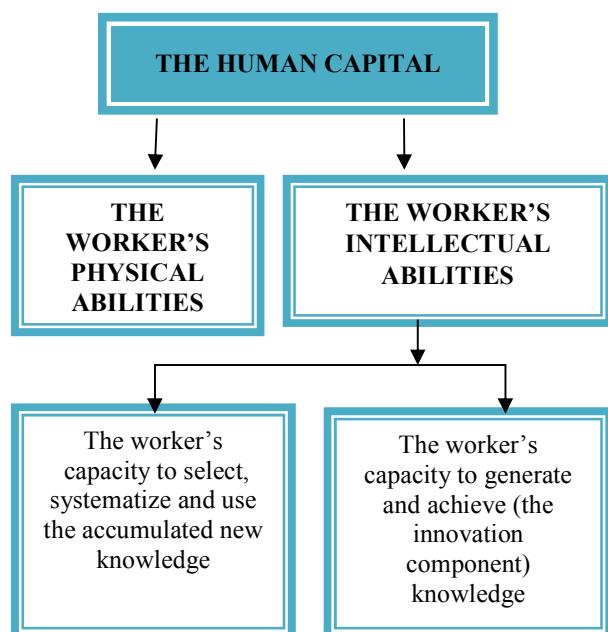 THE HUMAN CAPITAL
THE
WORKER'S
PHYSICAL
ABILITIES
THE WORKER'S
INTELLECTUAL
ABILITIES
The worker's
capacity to select,
systematize and use
the accumulated new
knowledge
The worker's
capacity to generate
and achieve (the
innovation
component)
knowledge